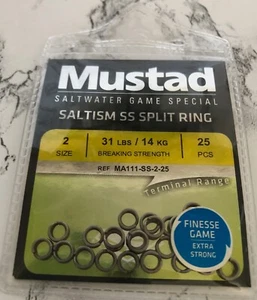 Mustad
SALTWATER GAME SPECIAL
SALTISM SS SPLIT RING
2 31 LBS / 14 KG 25
SIZE BREAKING STRENGTH PCS
REF: MA111-SS-2-25
Terminal Range
FINESSE
GAME
EXTRA
STRONG